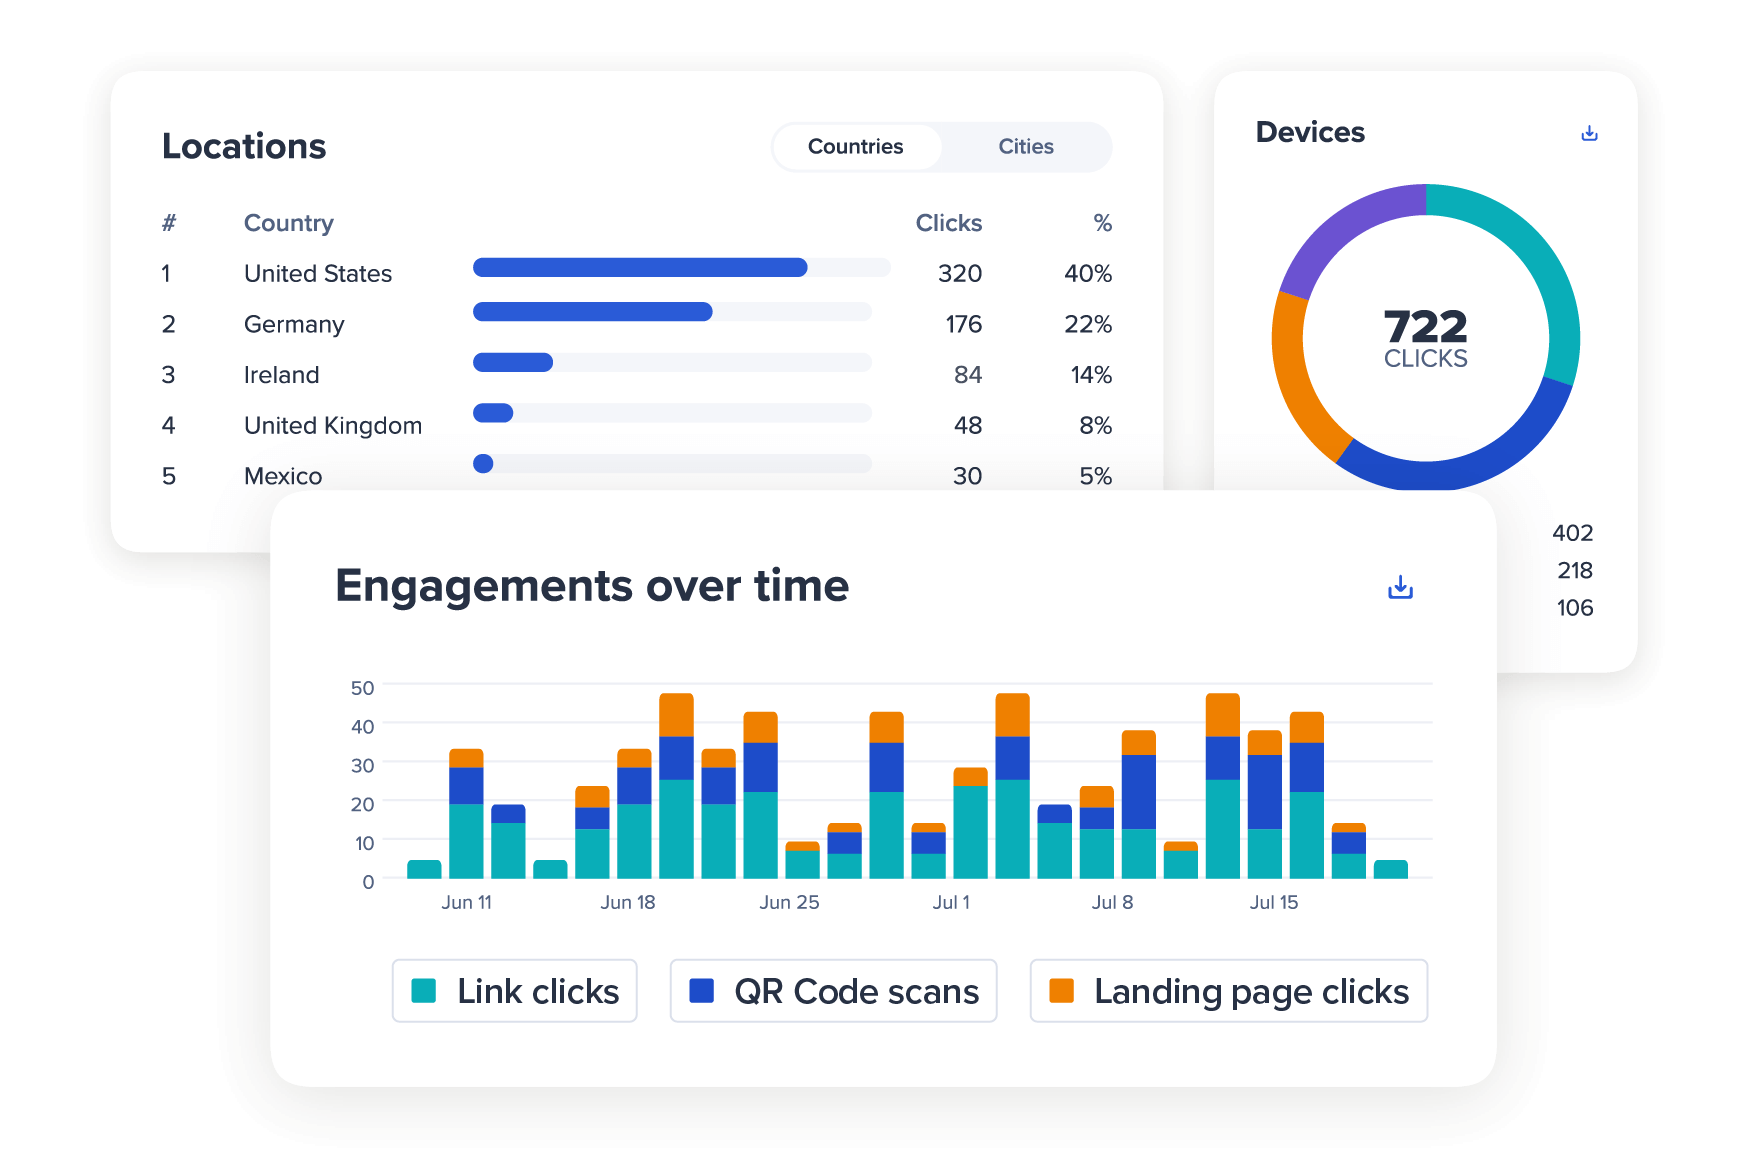 Locations
Countries Cities
# Country Clicks %
1 United States 320 40%
2 Germany 176 22%
3 Ireland 84 14%
4 United Kingdom 48 8%
5 Mexico 30 5%
Devices
722
CLICKS
402
218
106
Engagements over time
50
40
30
20
10
0
Jun 11 Jun 18 Jun 25 Jul 1 Jul 8 Jul 15
Link clicks QR Code scans Landing page clicks